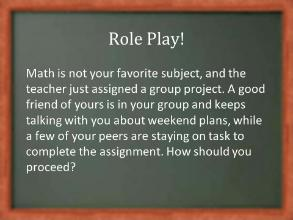 Role Play!
Math is not your favorite subject, and the
teacher just assigned a group project. A good
friend of yours is in your group and keeps
talking with you about weekend plans, while
a few of your peers are staying on task to
complete the assignment. How should you
proceed?